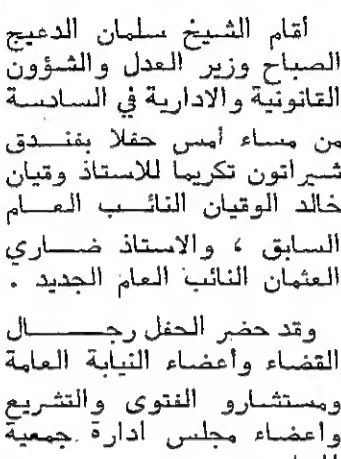 أقام الشيخ سلمان الدعيج
الصباح وزير العدل والشؤون
القانونية والادارية في السادسة
من مساء امس حفلا بفندق
شيراتون تكريما للاستاذ وقيان
خالد الوقيان النائب العام
السابق ، والاستاذ ضاري
العثمان النائب العام الجديد .
وقد حضر الحفل رجال
القضاء وأعضاء النيابة العامة
ومستشارو الفتوى والتشريع
واعضاء مجلس ادارة جمعية